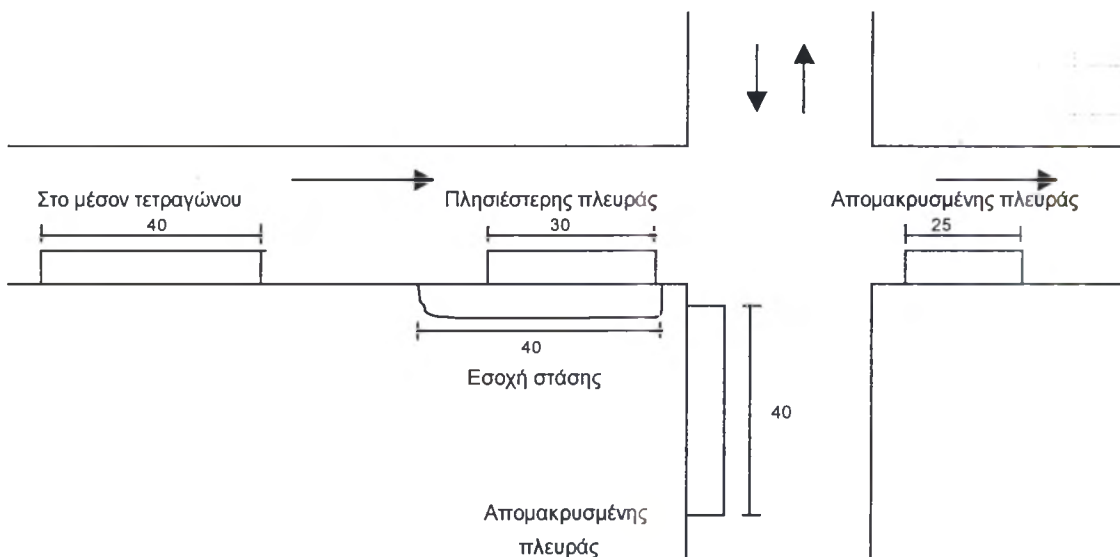 Στο μέσον τετραγώνου
40
Πλησιέστερης πλευράς
30
Απομακρυσμένης πλευράς
25
40
Εσοχή στάσης
40
Απομακρυσμένης
πλευράς